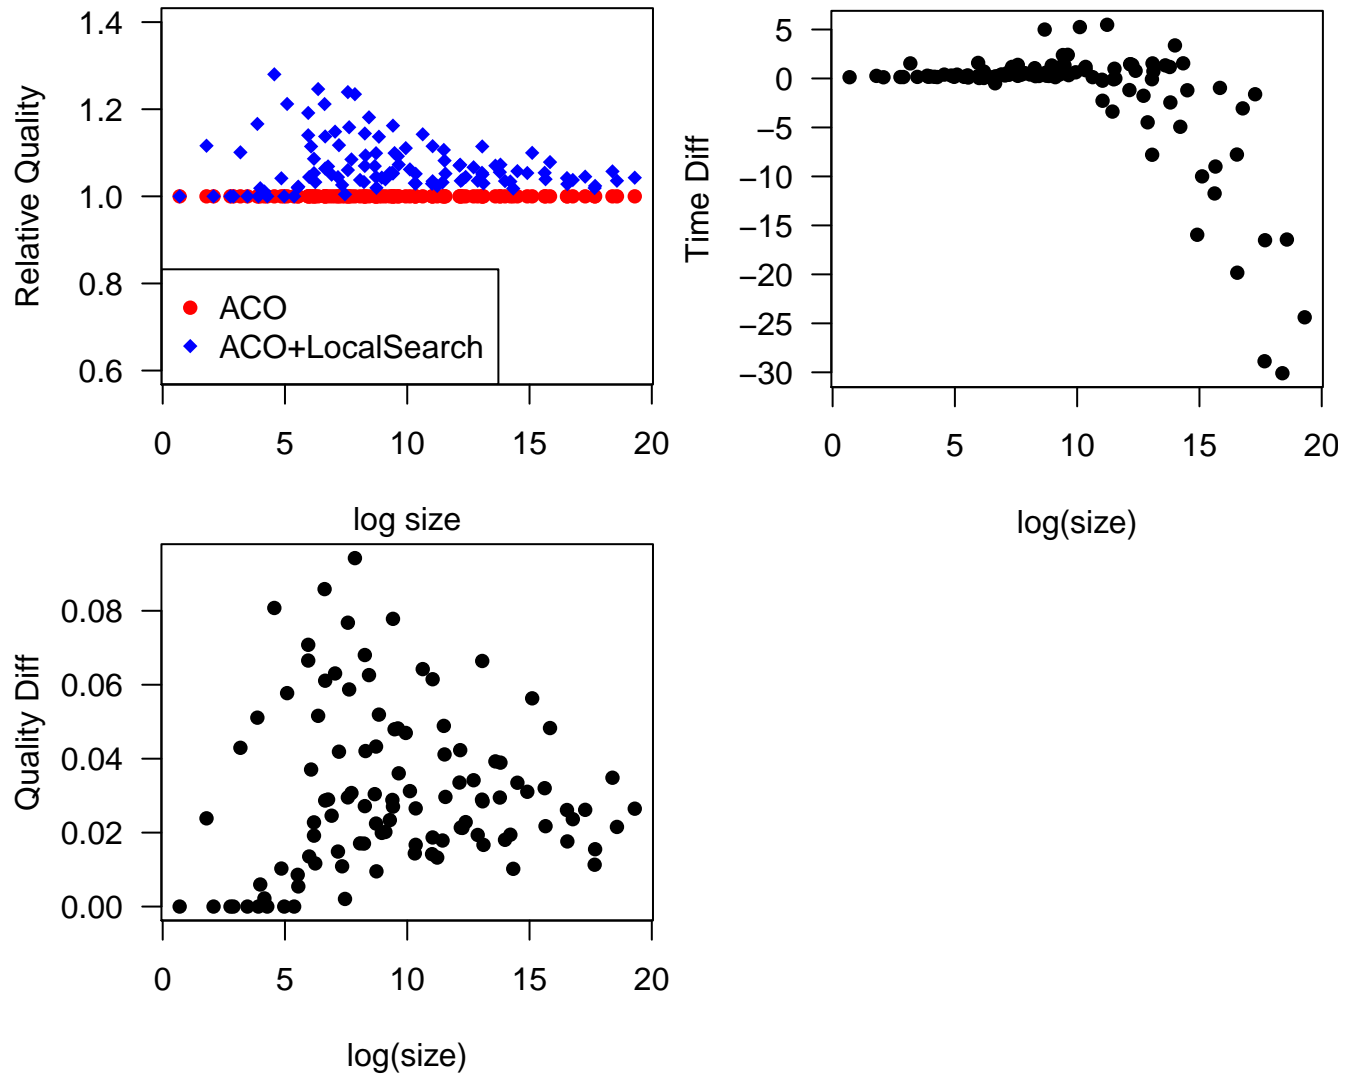 Relative Quality
1.4
1.2
1.0
0.8
0.6
ACO
ACO+LocalSearch
0 5 10 15 20
log size
Time Diff
5
0
−5
−10
−15
−20
−25
−30
0 5 10 15 20
log(size)
Quality Diff
0.08
0.06
0.04
0.02
0.00
0 5 10 15 20
log(size)